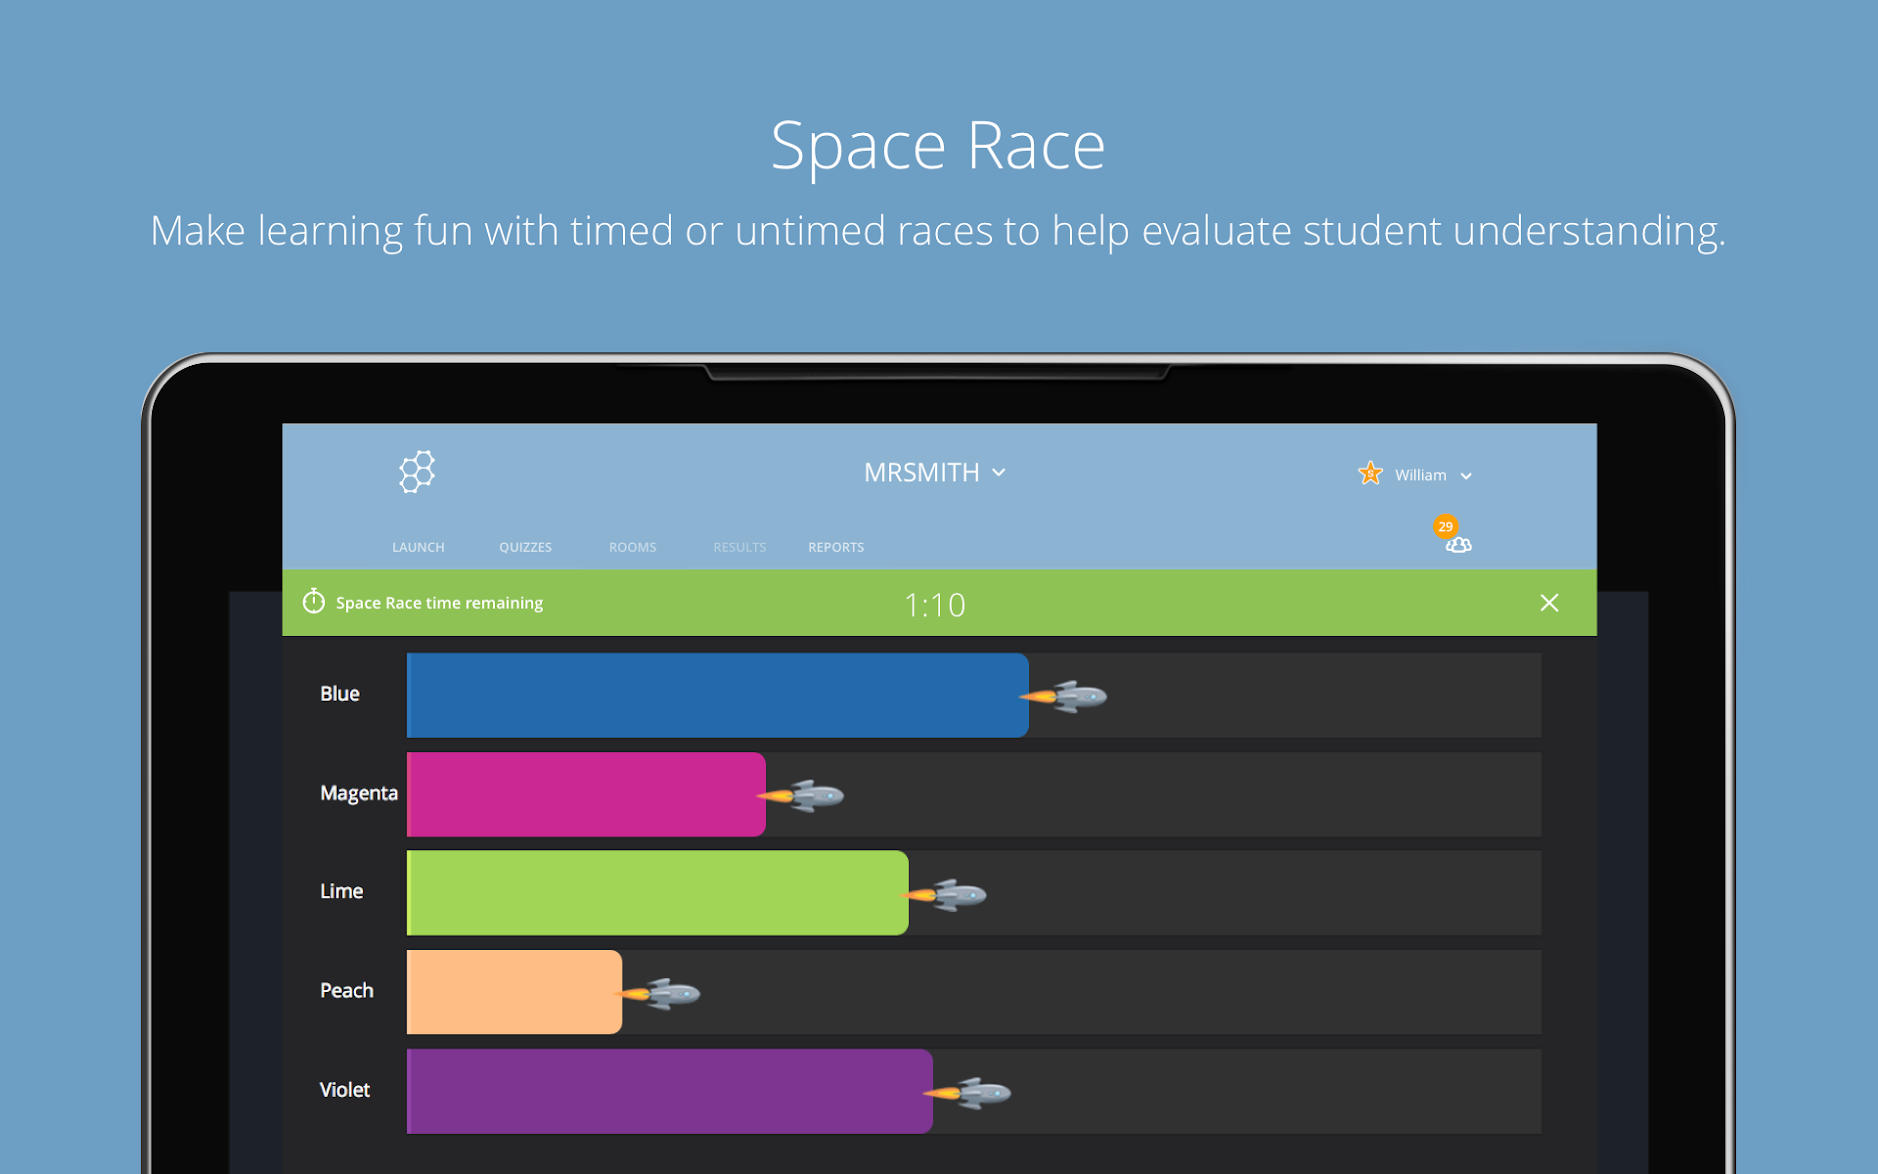 Space Race
Make learning fun with timed or untimed races to help evaluate student understanding.
MRSMITH
S William
29
LAUNCH QUIZZES ROOMS RESULTS REPORTS
Space Race time remaining 1:10
Blue
Magenta
Lime
Peach
Violet